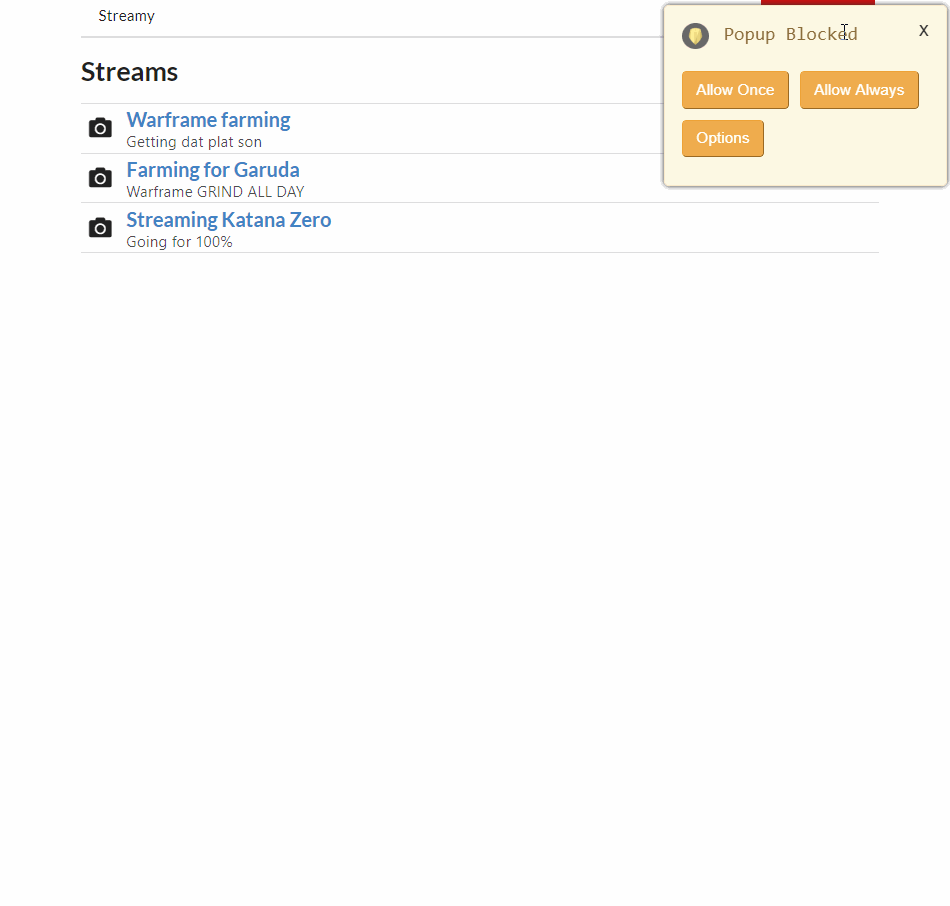 Streamy
Popup Blocked
X
Streams
Allow Once
Allow Always
Warframe farming
Getting dat plat son
Options
Farming for Garuda
Warframe GRIND ALL DAY
Streaming Katana Zero
Going for 100%